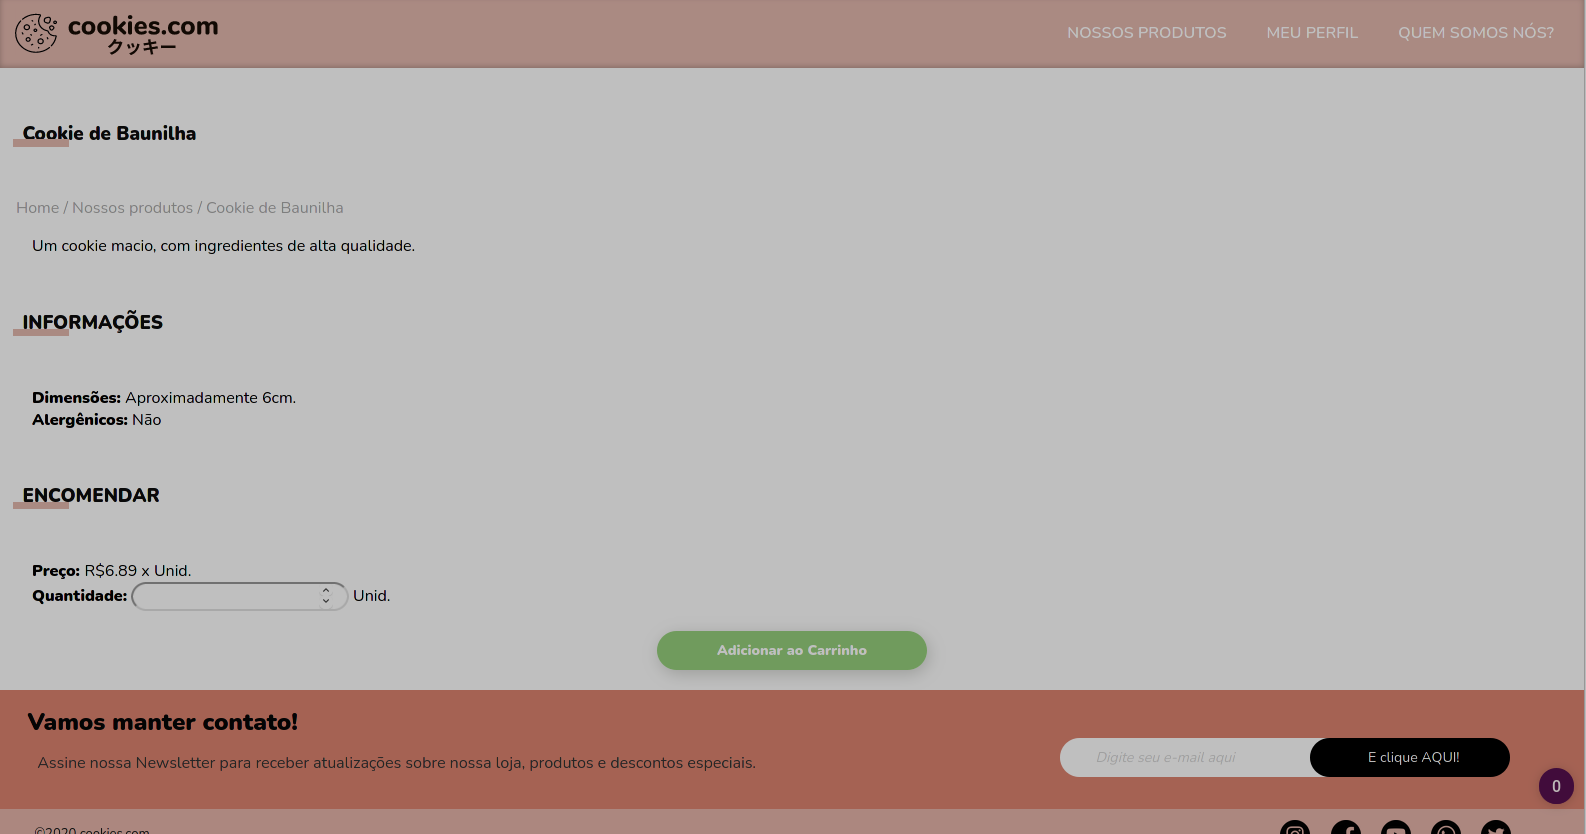 cookies.com
クッキー
NOSSOS PRODUTOS MEU PERFIL QUEM SOMOS NÓS?
Cookie de Baunilha
Home / Nossos produtos / Cookie de Baunilha
Um cookie macio, com ingredientes de alta qualidade.
INFORMAÇÕES
Dimensões: Aproximadamente 6cm.
Alergênicos: Não
ENCOMENDAR
Preço: R$6.89 x Unid.
Quantidade: Unid.
Adicionar ao Carrinho
Vamos manter contato!
Assine nossa Newsletter para receber atualizações sobre nossa loja, produtos e descontos especiais.
Digite seu e-mail aqui E clique AQUI!
0
©2020 cookies.com